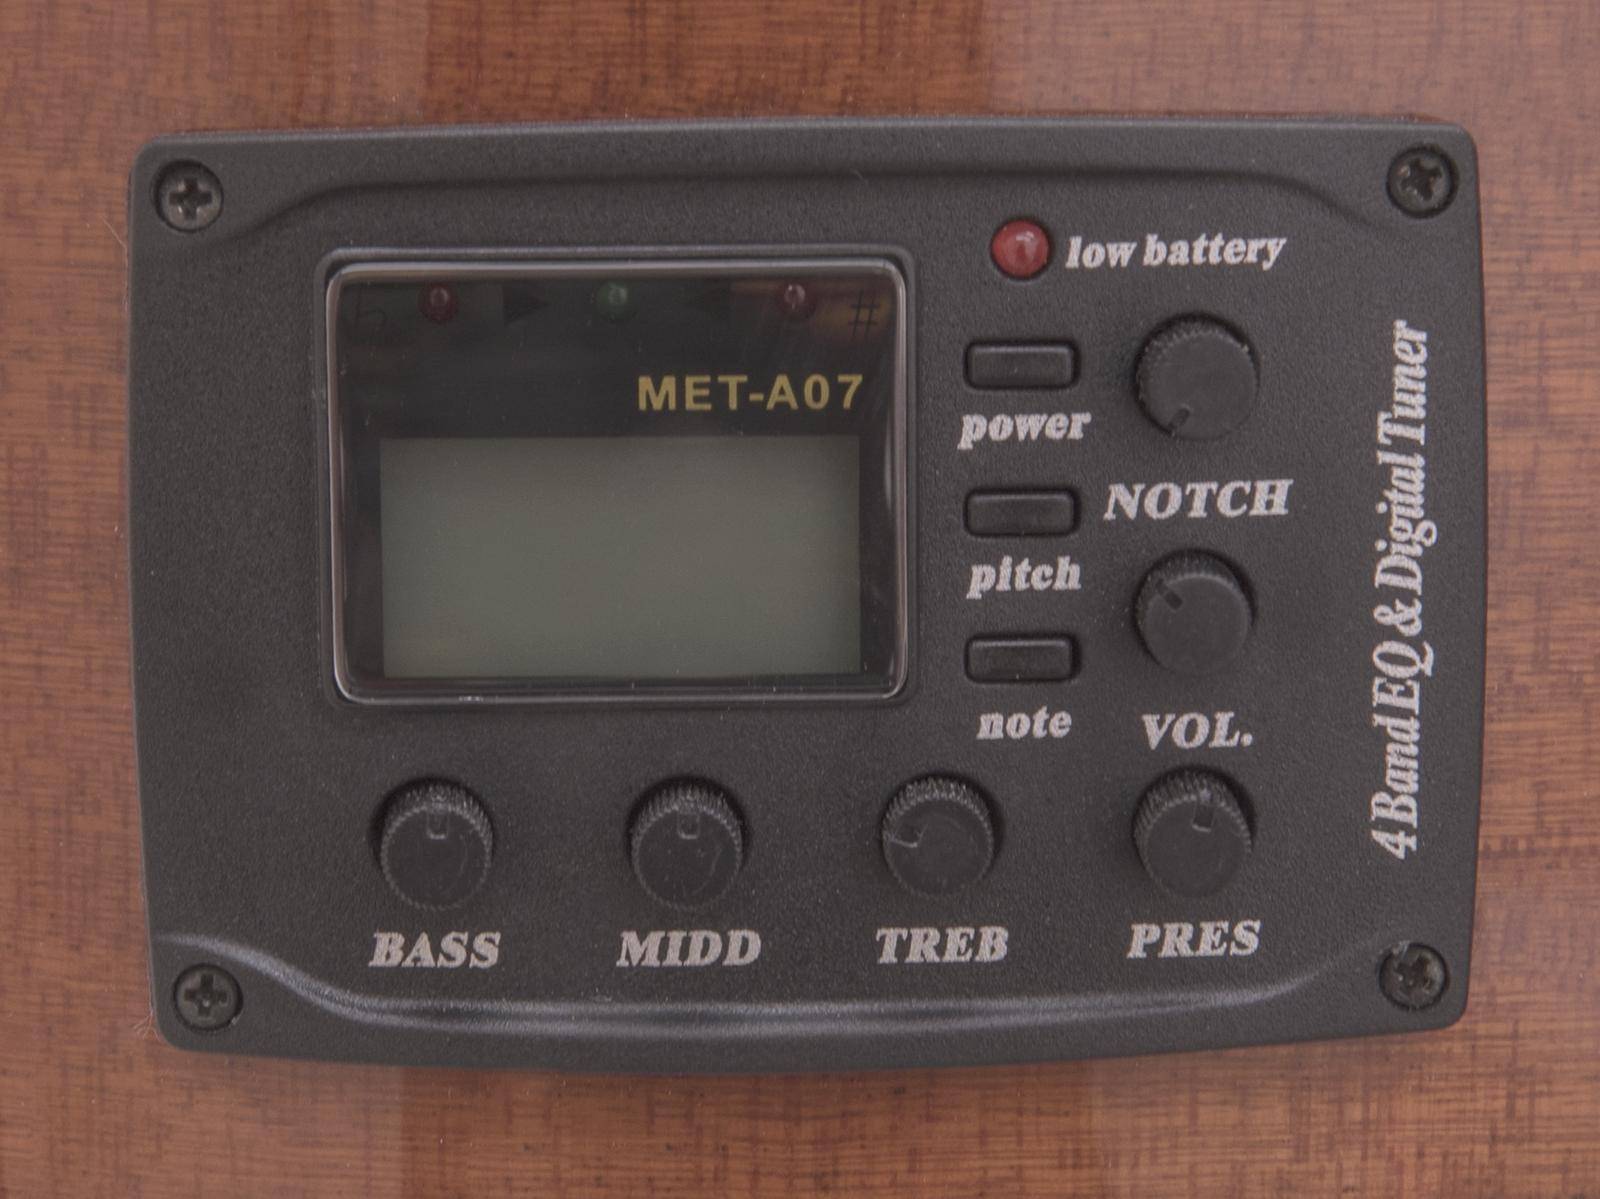 low battery
♭ ▶ ◀ #
MET-A07
power
NOTCH
pitch
note
VOL.
BASS
MIDD
TREB
PRES
4 Band EQ & Digital Tuner